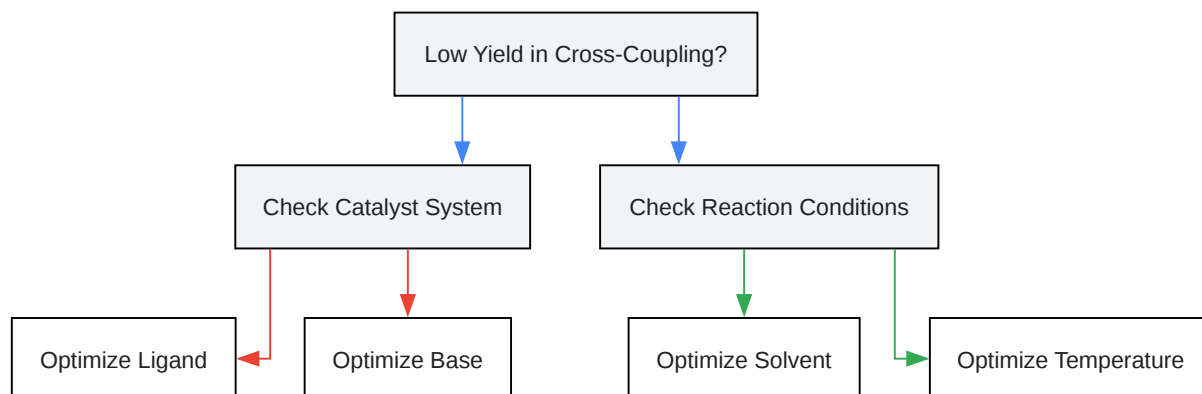 Low Yield in Cross-Coupling?
Check Catalyst System
Check Reaction Conditions
Optimize Ligand
Optimize Base
Optimize Solvent
Optimize Temperature